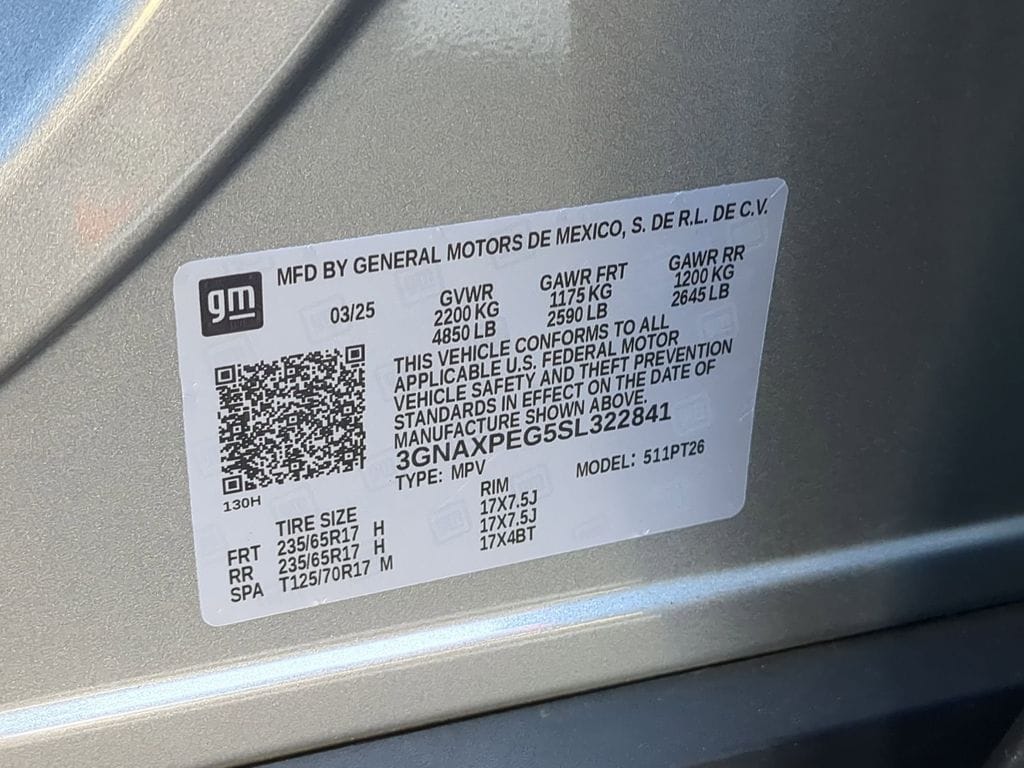 MFD BY GENERAL MOTORS DE MEXICO, S. DE R.L. DE C.V.
gm
03/25
GVWR
2200 KG
4850 LB
GAWR FRT
1175 KG
2590 LB
GAWR RR
1200 KG
2645 LB
THIS VEHICLE CONFORMS TO ALL
APPLICABLE U.S. FEDERAL MOTOR
VEHICLE SAFETY AND THEFT PREVENTION
STANDARDS IN EFFECT ON THE DATE OF
MANUFACTURE SHOWN ABOVE.
3GNAXPEG5SL322841
TYPE: MPV MODEL: 511PT26
130H
TIRE SIZE RIM
FRT 235/65R17 H 17X7.5J
RR 235/65R17 H 17X7.5J
SPA T125/70R17 M 17X4BT